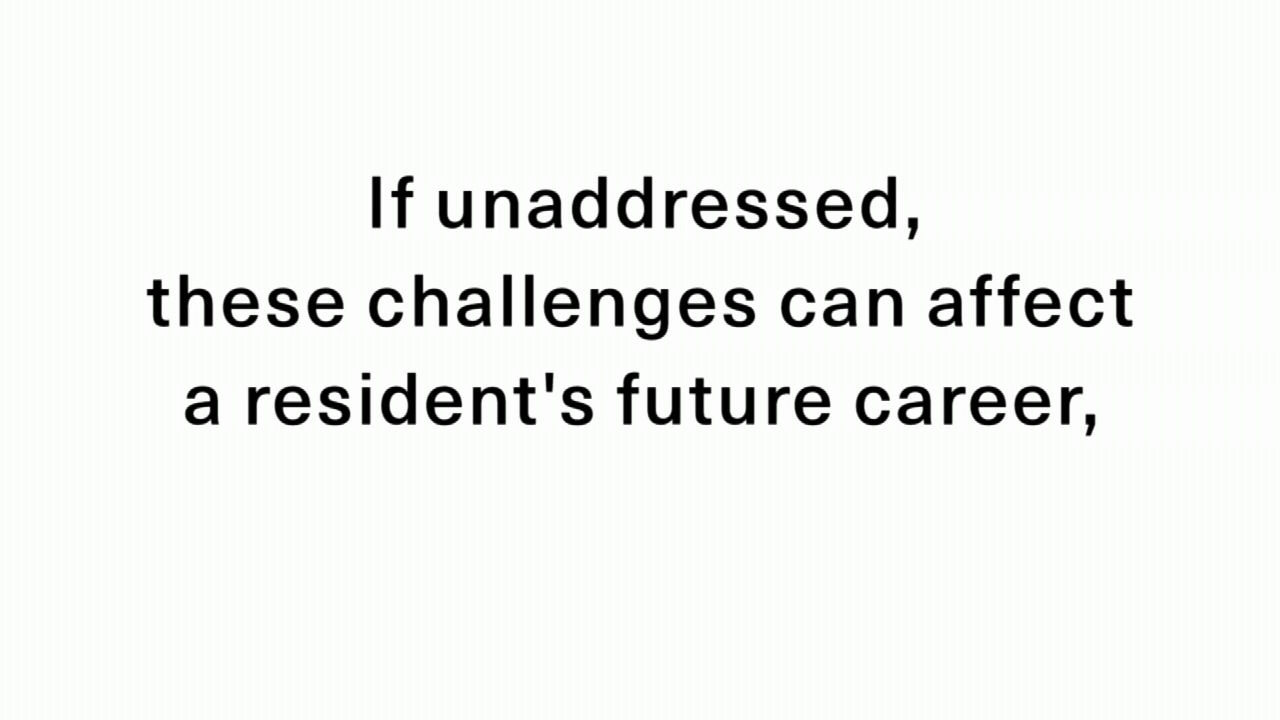 If unaddressed,
these challenges can affect
a resident's future career,